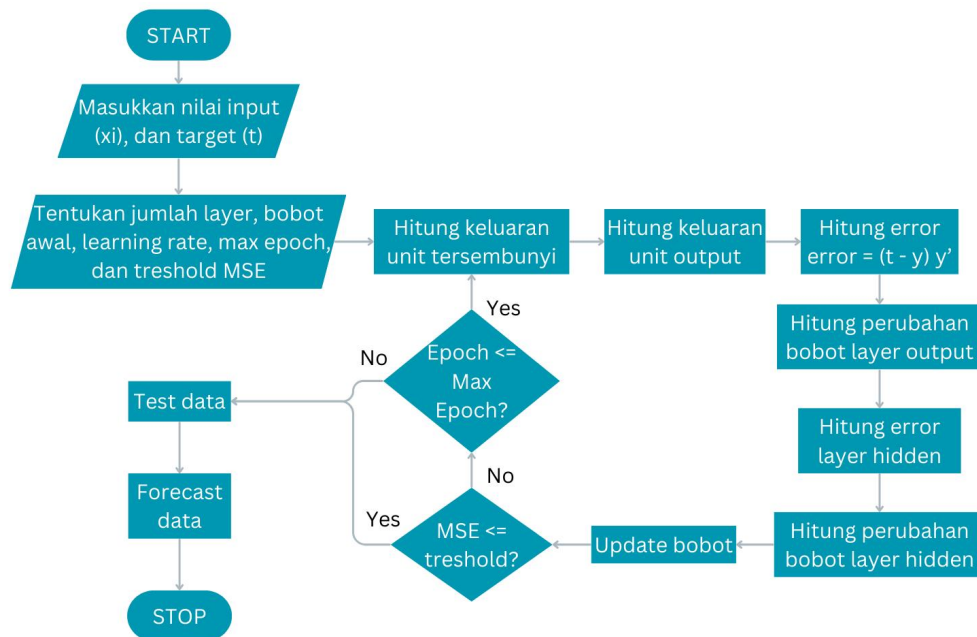 START
Masukkan nilai input
(xi), dan target (t)
Tentukan jumlah layer, bobot
awal, learning rate, max epoch,
dan treshold MSE
Hitung keluaran
unit tersembunyi
Hitung keluaran
unit output
Hitung error
error = (t - y) y’
Hitung perubahan
bobot layer output
Hitung error
layer hidden
Hitung perubahan
bobot layer hidden
Update bobot
MSE <=
treshold?
No
Yes
Epoch <=
Max
Epoch?
Yes
No
Test data
Forecast
data
STOP